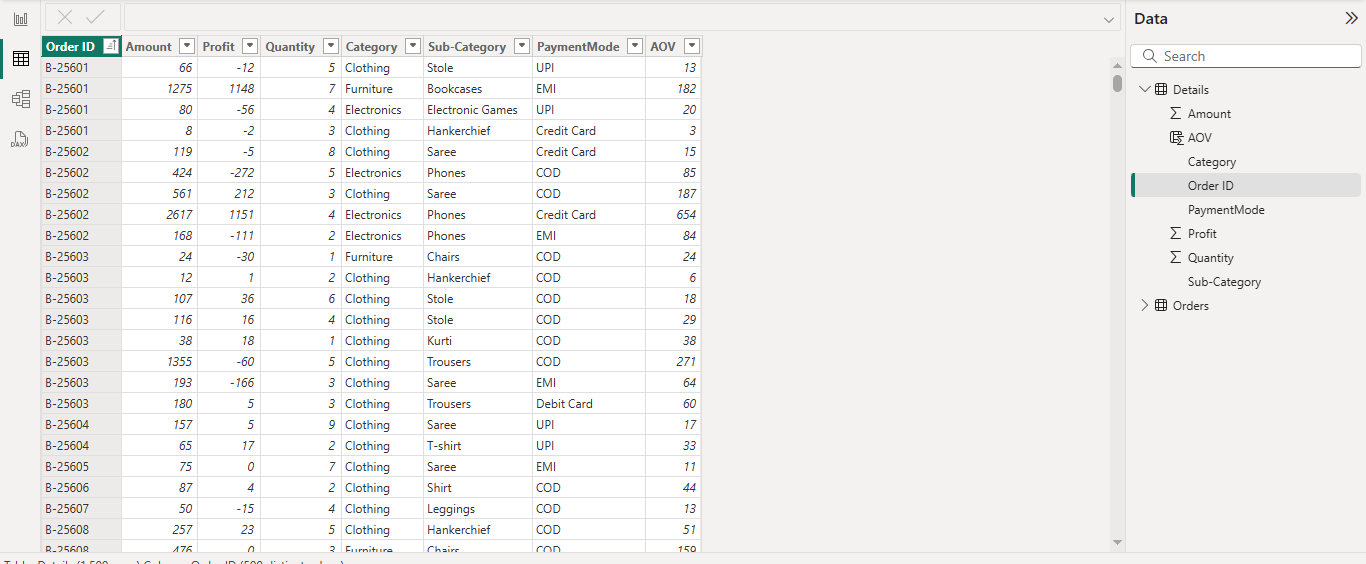 Data
Order ID Amount Profit Quantity Category Sub-Category PaymentMode AOV
B-25601 66 -12 5 Clothing Stole UPI 13
B-25601 1275 1148 7 Furniture Bookcases EMI 182
B-25601 80 -56 4 Electronics Electronic Games UPI 20
B-25601 8 -2 3 Clothing Hankerchief Credit Card 3
B-25602 119 -5 8 Clothing Saree Credit Card 15
B-25602 424 -272 5 Electronics Phones COD 85
B-25602 561 212 3 Clothing Saree COD 187
B-25602 2617 1151 4 Electronics Phones Credit Card 654
B-25602 168 -111 2 Electronics Phones EMI 84
B-25603 24 -30 1 Furniture Chairs COD 24
B-25603 12 1 2 Clothing Hankerchief COD 6
B-25603 107 36 6 Clothing Stole COD 18
B-25603 116 16 4 Clothing Stole COD 29
B-25603 38 18 1 Clothing Kurti COD 38
B-25603 1355 -60 5 Clothing Trousers COD 271
B-25603 193 -166 3 Clothing Saree EMI 64
B-25603 180 5 3 Clothing Trousers Debit Card 60
B-25604 157 5 9 Clothing Saree UPI 17
B-25604 65 17 2 Clothing T-shirt UPI 33
B-25605 75 0 7 Clothing Saree EMI 11
B-25606 87 4 2 Clothing Shirt COD 44
B-25607 50 -15 4 Clothing Leggings COD 13
B-25608 257 23 5 Clothing Hankerchief COD 51
B-25608 476 0 3 Furniture Chairs COD 159
Search
Details
Amount
AOV
Category
Order ID
PaymentMode
Profit
Quantity
Sub-Category
Orders
DAX